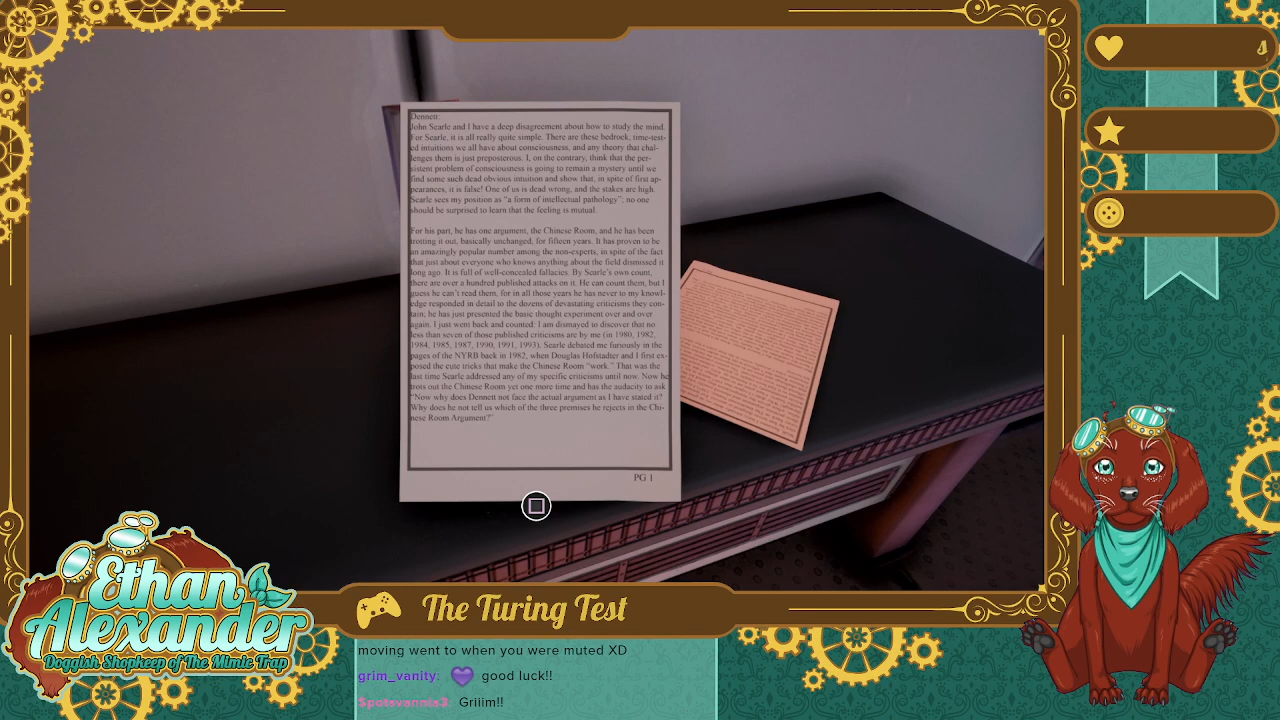 Dennett:
John Searle and I have a deep disagreement about how to study the mind.
For Searle, it is all really quite simple. There are these bedrock, time-test-
ed intuitions we all have about consciousness, and any theory that chal-
lenges them is just preposterous. I, on the contrary, think that the per-
sistent problem of consciousness is going to remain a mystery until we
find some such dead obvious intuition and show that, in spite of first ap-
pearances, it is false! One of us is dead wrong, and the stakes are high.
Searle sees my position as "a form of intellectual pathology"; no one
should be surprised to learn that the feeling is mutual.
For his part, he has one argument, the Chinese Room, and he has been
trotting it out, basically unchanged, for fifteen years. It has proven to be
an amazingly popular number among the non-experts, in spite of the fact
that just about everyone who knows anything about the field dismissed it
long ago. It is full of well-concealed fallacies. By Searle's own count,
there are over a hundred published attacks on it. He can count them, but I
guess he can't read them, for in all those years he has never to my knowl-
edge responded in detail to the dozens of devastating criticisms they con-
tain; he has just presented the basic thought experiment over and over
again. I just went back and counted: I am dismayed to discover that no
less than seven of those published criticisms are by me (in 1980, 1982,
1984, 1985, 1987, 1990, 1991, 1993). Searle debated me furiously in the
pages of the NYRB back in 1982, when Douglas Hofstadter and I first ex-
posed the cute tricks that make the Chinese Room "work." That was the
last time Searle addressed any of my specific criticisms until now. Now he
trots out the Chinese Room yet one more time and has the audacity to ask
"Now why does Dennett not face the actual argument as I have stated it?
Why does he not tell us which of the three premises he rejects in the Chi-
nese Room Argument?"
PG 1
Ethan
Alexander
Doggish Shopkeep of The Mimic Trap
The Turing Test
moving went to when you were muted XD
grim_vanity: good luck!!
Spotsvannis3: Griiim!!